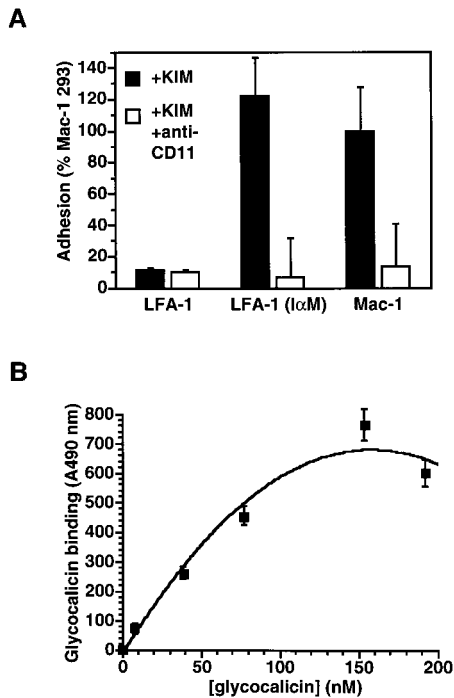 A
Adhesion (% Mac-1 293)
140
120
100
80
60
40
20
0
+KIM
+KIM
+anti-
CD11
LFA-1
LFA-1 (IαM)
Mac-1
B
Glycocalicin binding (A490 nm)
800
700
600
500
400
300
200
100
0
0
50
100
150
200
[glycocalicin] (nM)